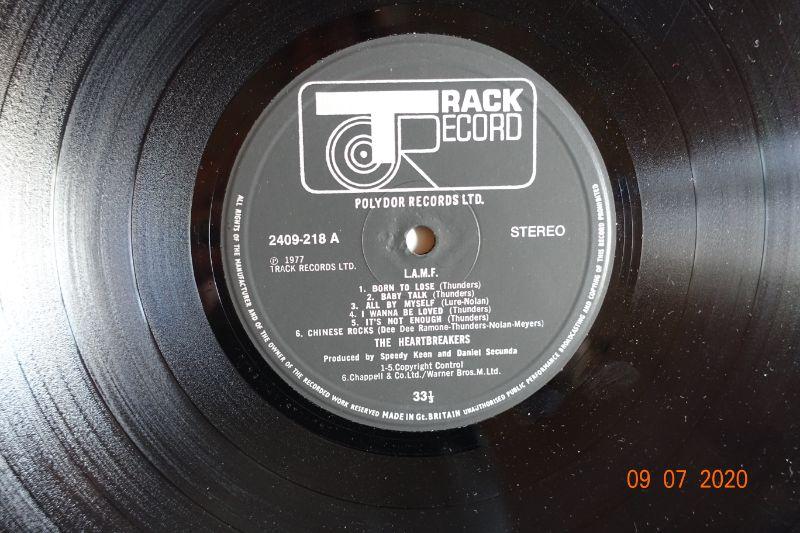 TRACK
RECORD
POLYDOR RECORDS LTD.
2409-218 A
STEREO
℗ 1977
TRACK RECORDS LTD.
L.A.M.F.
1. BORN TO LOSE (Thunders)
2. BABY TALK (Thunders)
3. ALL BY MYSELF (Lure-Nolan)
4. I WANNA BE LOVED (Thunders)
5. IT'S NOT ENOUGH (Thunders)
6. CHINESE ROCKS (Dee Dee Ramone-Thunders-Nolan-Meyers)
THE HEARTBREAKERS
Produced by Speedy Keen and Daniel Secunda
1-5.Copyright Control
6.Chappell & Co.Ltd./Warner Bros.M.Ltd.
33⅓
ALL RIGHTS OF THE MANUFACTURER AND OF THE OWNER OF THE RECORDED WORK RESERVED MADE IN Gt. BRITAIN UNAUTHORISED PUBLIC PERFORMANCE BROADCASTING AND COPYING OF THIS RECORD PROHIBITED
09 07 2020